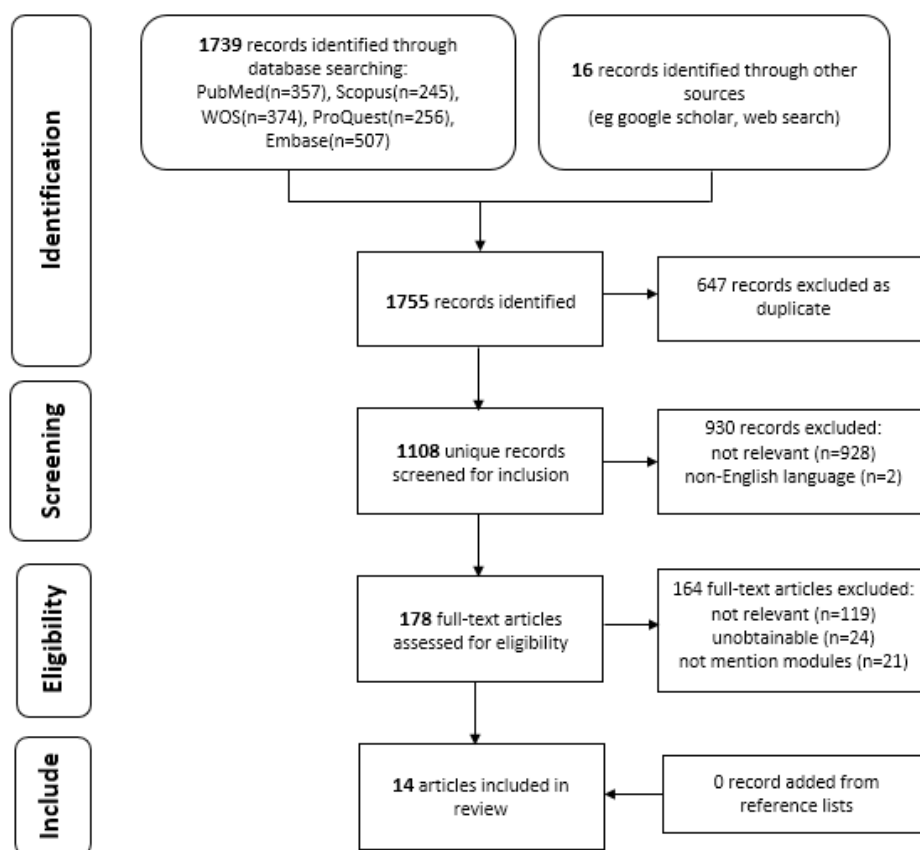 Identification
1739 records identified through
database searching:
PubMed(n=357), Scopus(n=245),
WOS(n=374), ProQuest(n=256),
Embase(n=507)
16 records identified through other
sources
(eg google scholar, web search)
1755 records identified
647 records excluded as
duplicate
Screening
1108 unique records
screened for inclusion
930 records excluded:
not relevant (n=928)
non-English language (n=2)
Eligibility
178 full-text articles
assessed for eligibility
164 full-text articles excluded:
not relevant (n=119)
unobtainable (n=24)
not mention modules (n=21)
Include
14 articles included in
review
0 record added from
reference lists